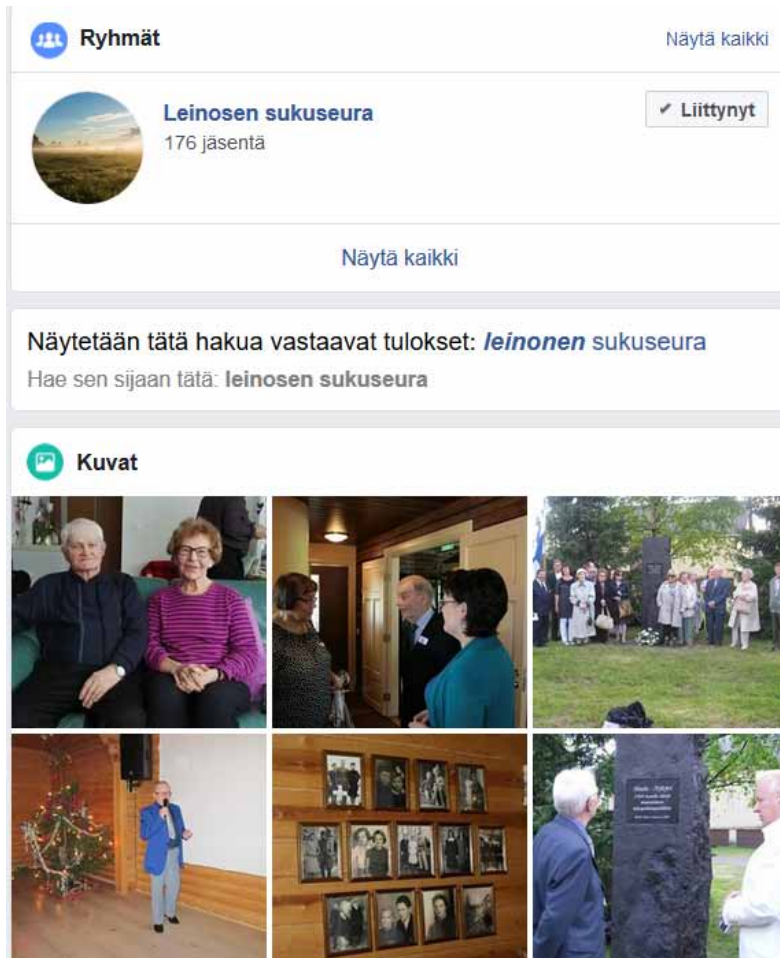 Ryhmät
Näytä kaikki
Leinosen sukuseura
176 jäsentä
✔ Liittynyt
Näytä kaikki
Näytetään tätä hakua vastaavat tulokset: leinonen sukuseura
Hae sen sijaan tätä: leinosen sukuseura
Kuvat